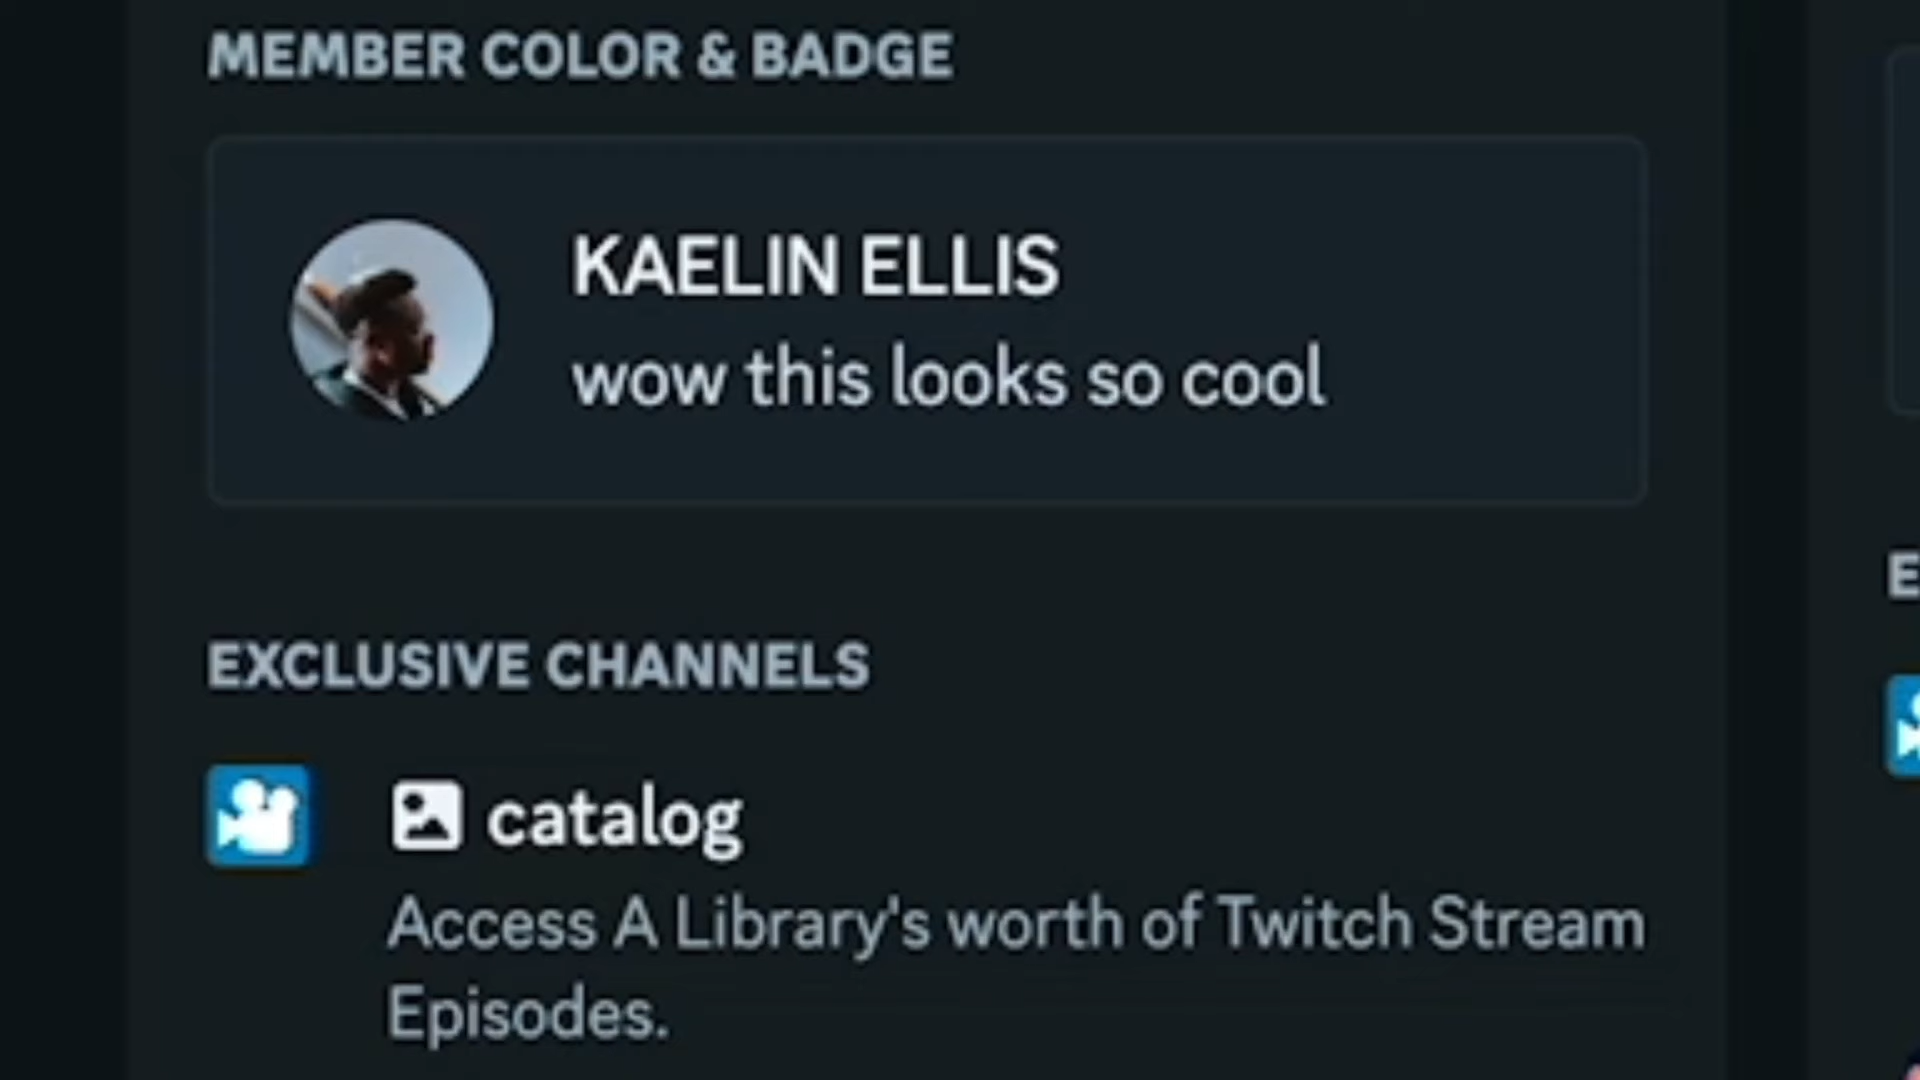 MEMBER COLOR & BADGE
KAELIN ELLIS
wow this looks so cool
EXCLUSIVE CHANNELS
catalog
Access A Library's worth of Twitch Stream
Episodes.